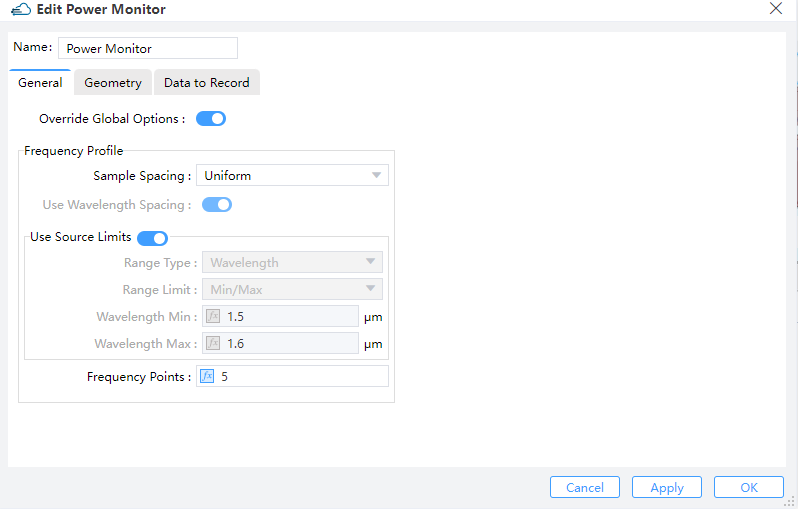 Edit Power Monitor
Name: Power Monitor
General Geometry Data to Record
Override Global Options :
Frequency Profile
Sample Spacing : Uniform
Use Wavelength Spacing :
Use Source Limits
Range Type : Wavelength
Range Limit : Min/Max
Wavelength Min : fx 1.5 μm
Wavelength Max : fx 1.6 μm
Frequency Points : fx 5
Cancel Apply OK